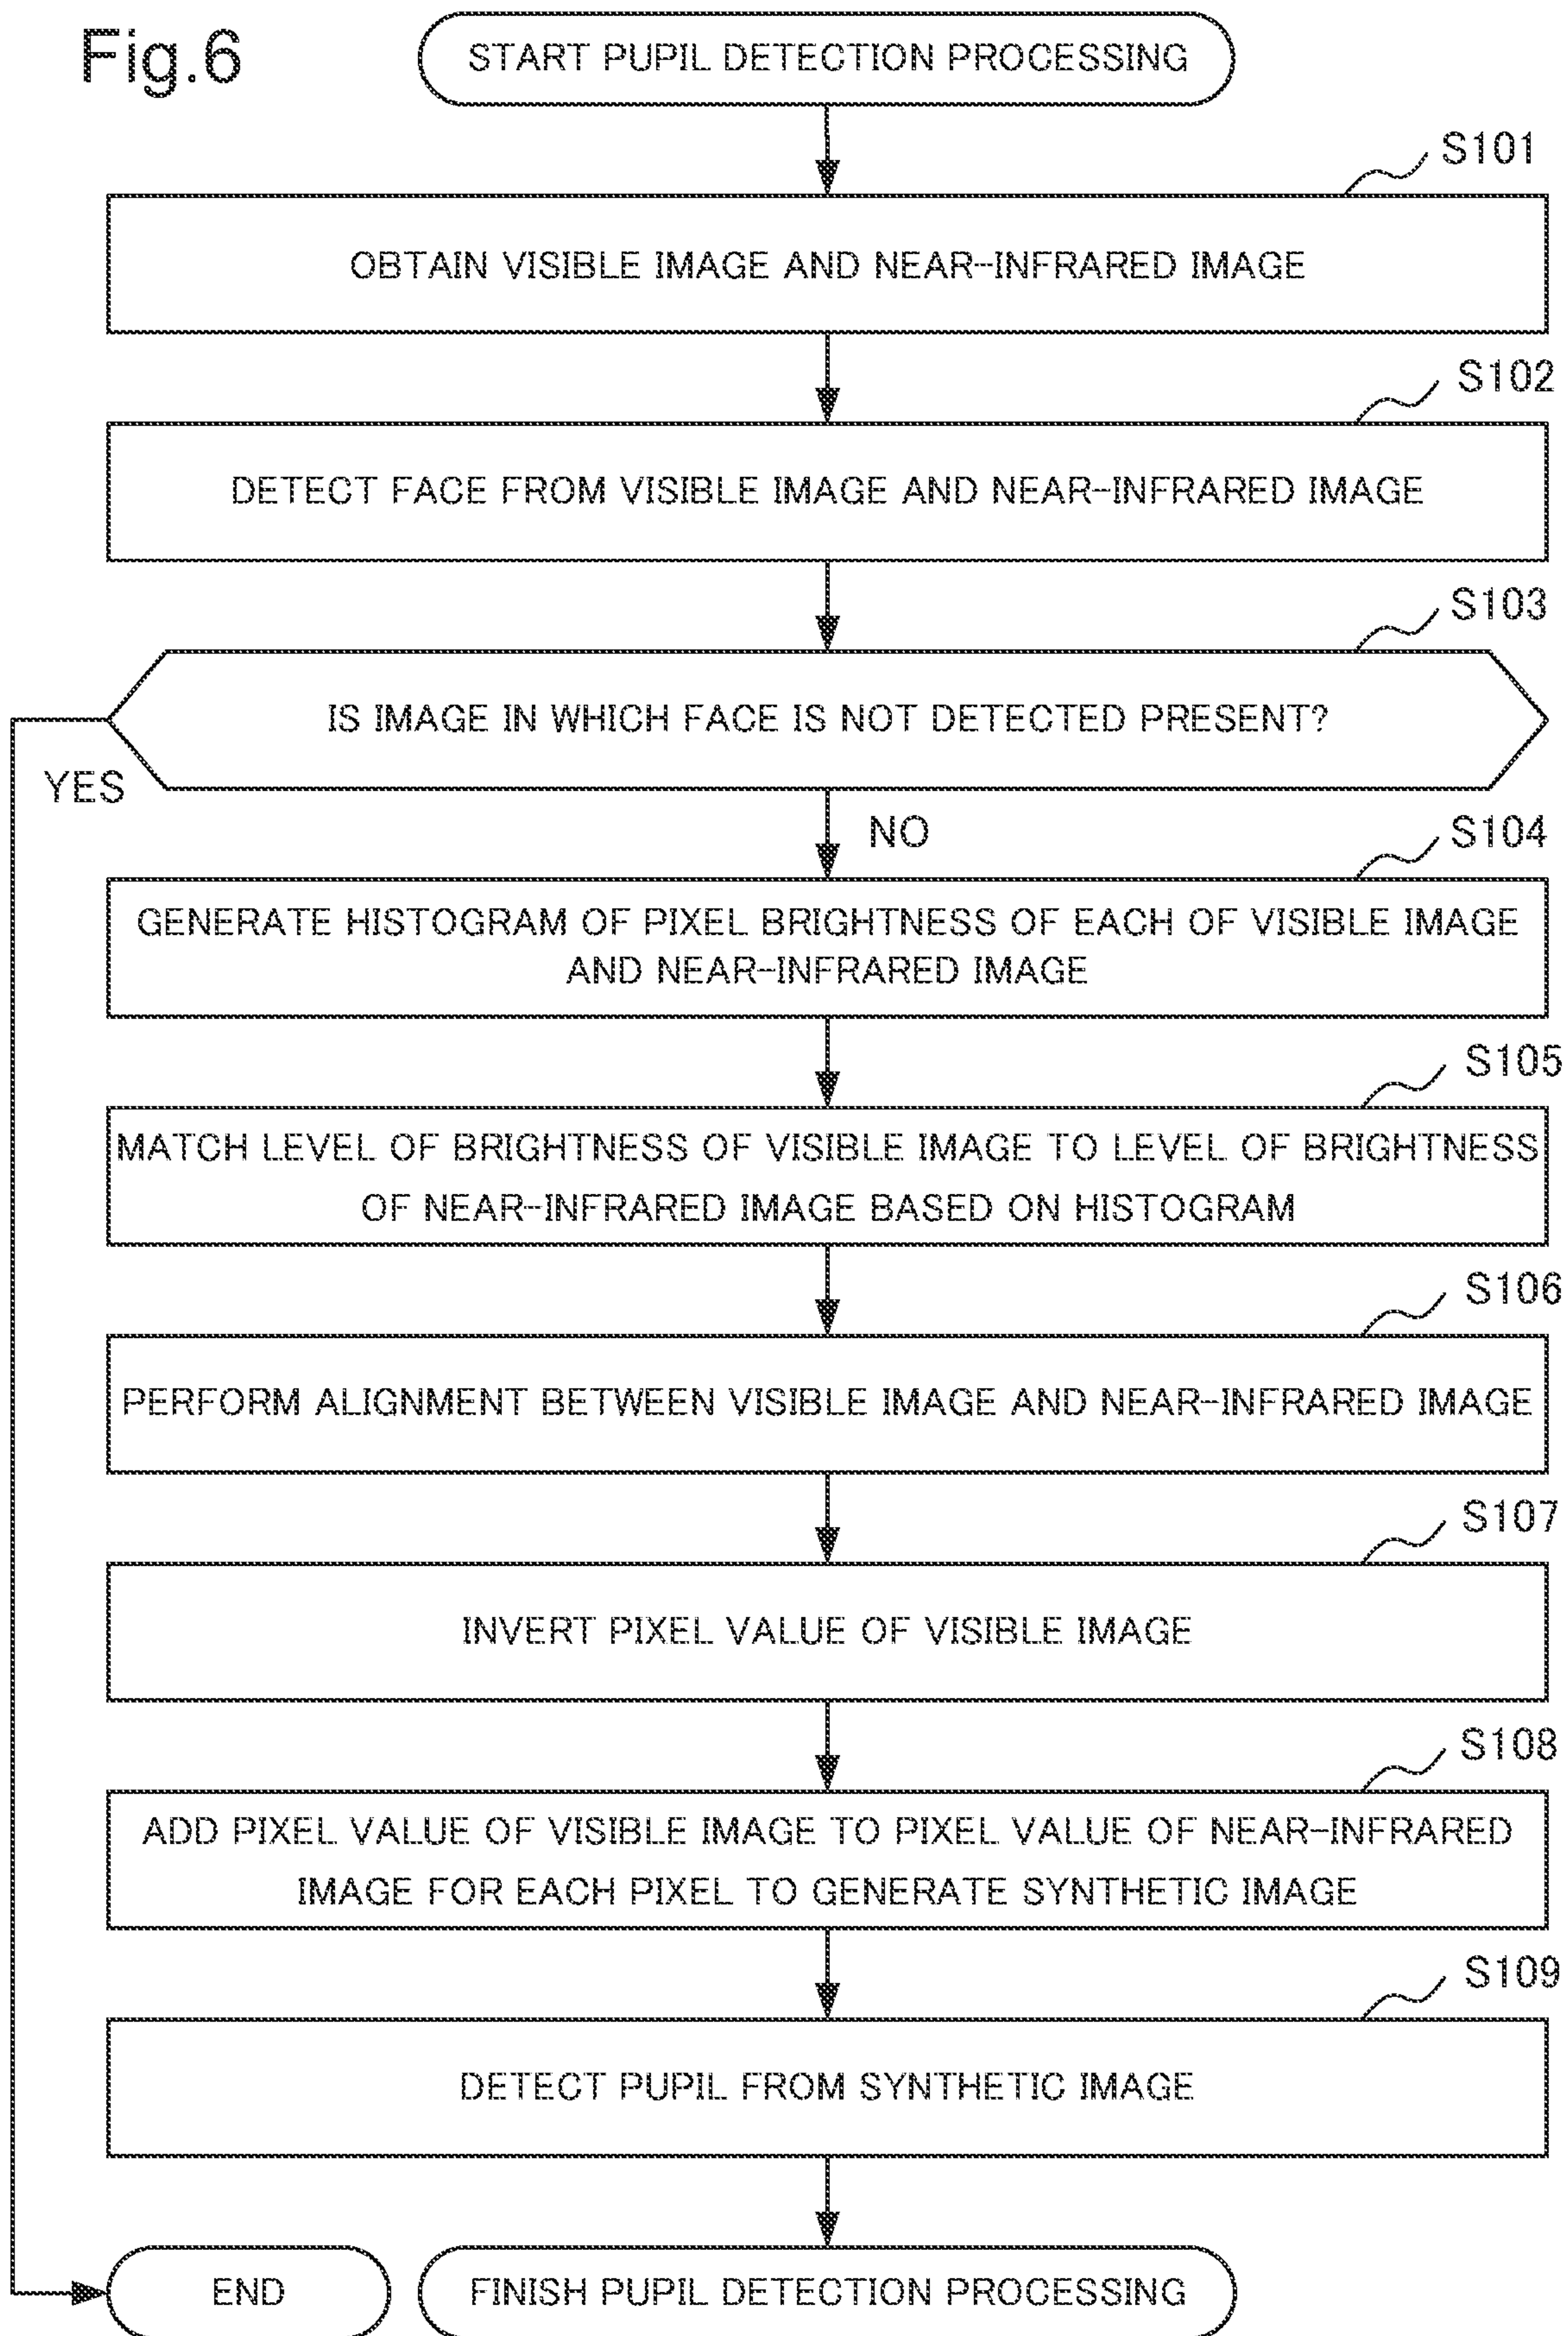 Fig.6
START PUPIL DETECTION PROCESSING
S101
OBTAIN VISIBLE IMAGE AND NEAR-INFRARED IMAGE
S102
DETECT FACE FROM VISIBLE IMAGE AND NEAR-INFRARED IMAGE
S103
IS IMAGE IN WHICH FACE IS NOT DETECTED PRESENT?
YES
NO
S104
GENERATE HISTOGRAM OF PIXEL BRIGHTNESS OF EACH OF VISIBLE IMAGE
AND NEAR-INFRARED IMAGE
S105
MATCH LEVEL OF BRIGHTNESS OF VISIBLE IMAGE TO LEVEL OF BRIGHTNESS
OF NEAR-INFRARED IMAGE BASED ON HISTOGRAM
S106
PERFORM ALIGNMENT BETWEEN VISIBLE IMAGE AND NEAR-INFRARED IMAGE
S107
INVERT PIXEL VALUE OF VISIBLE IMAGE
S108
ADD PIXEL VALUE OF VISIBLE IMAGE TO PIXEL VALUE OF NEAR-INFRARED
IMAGE FOR EACH PIXEL TO GENERATE SYNTHETIC IMAGE
S109
DETECT PUPIL FROM SYNTHETIC IMAGE
END
FINISH PUPIL DETECTION PROCESSING